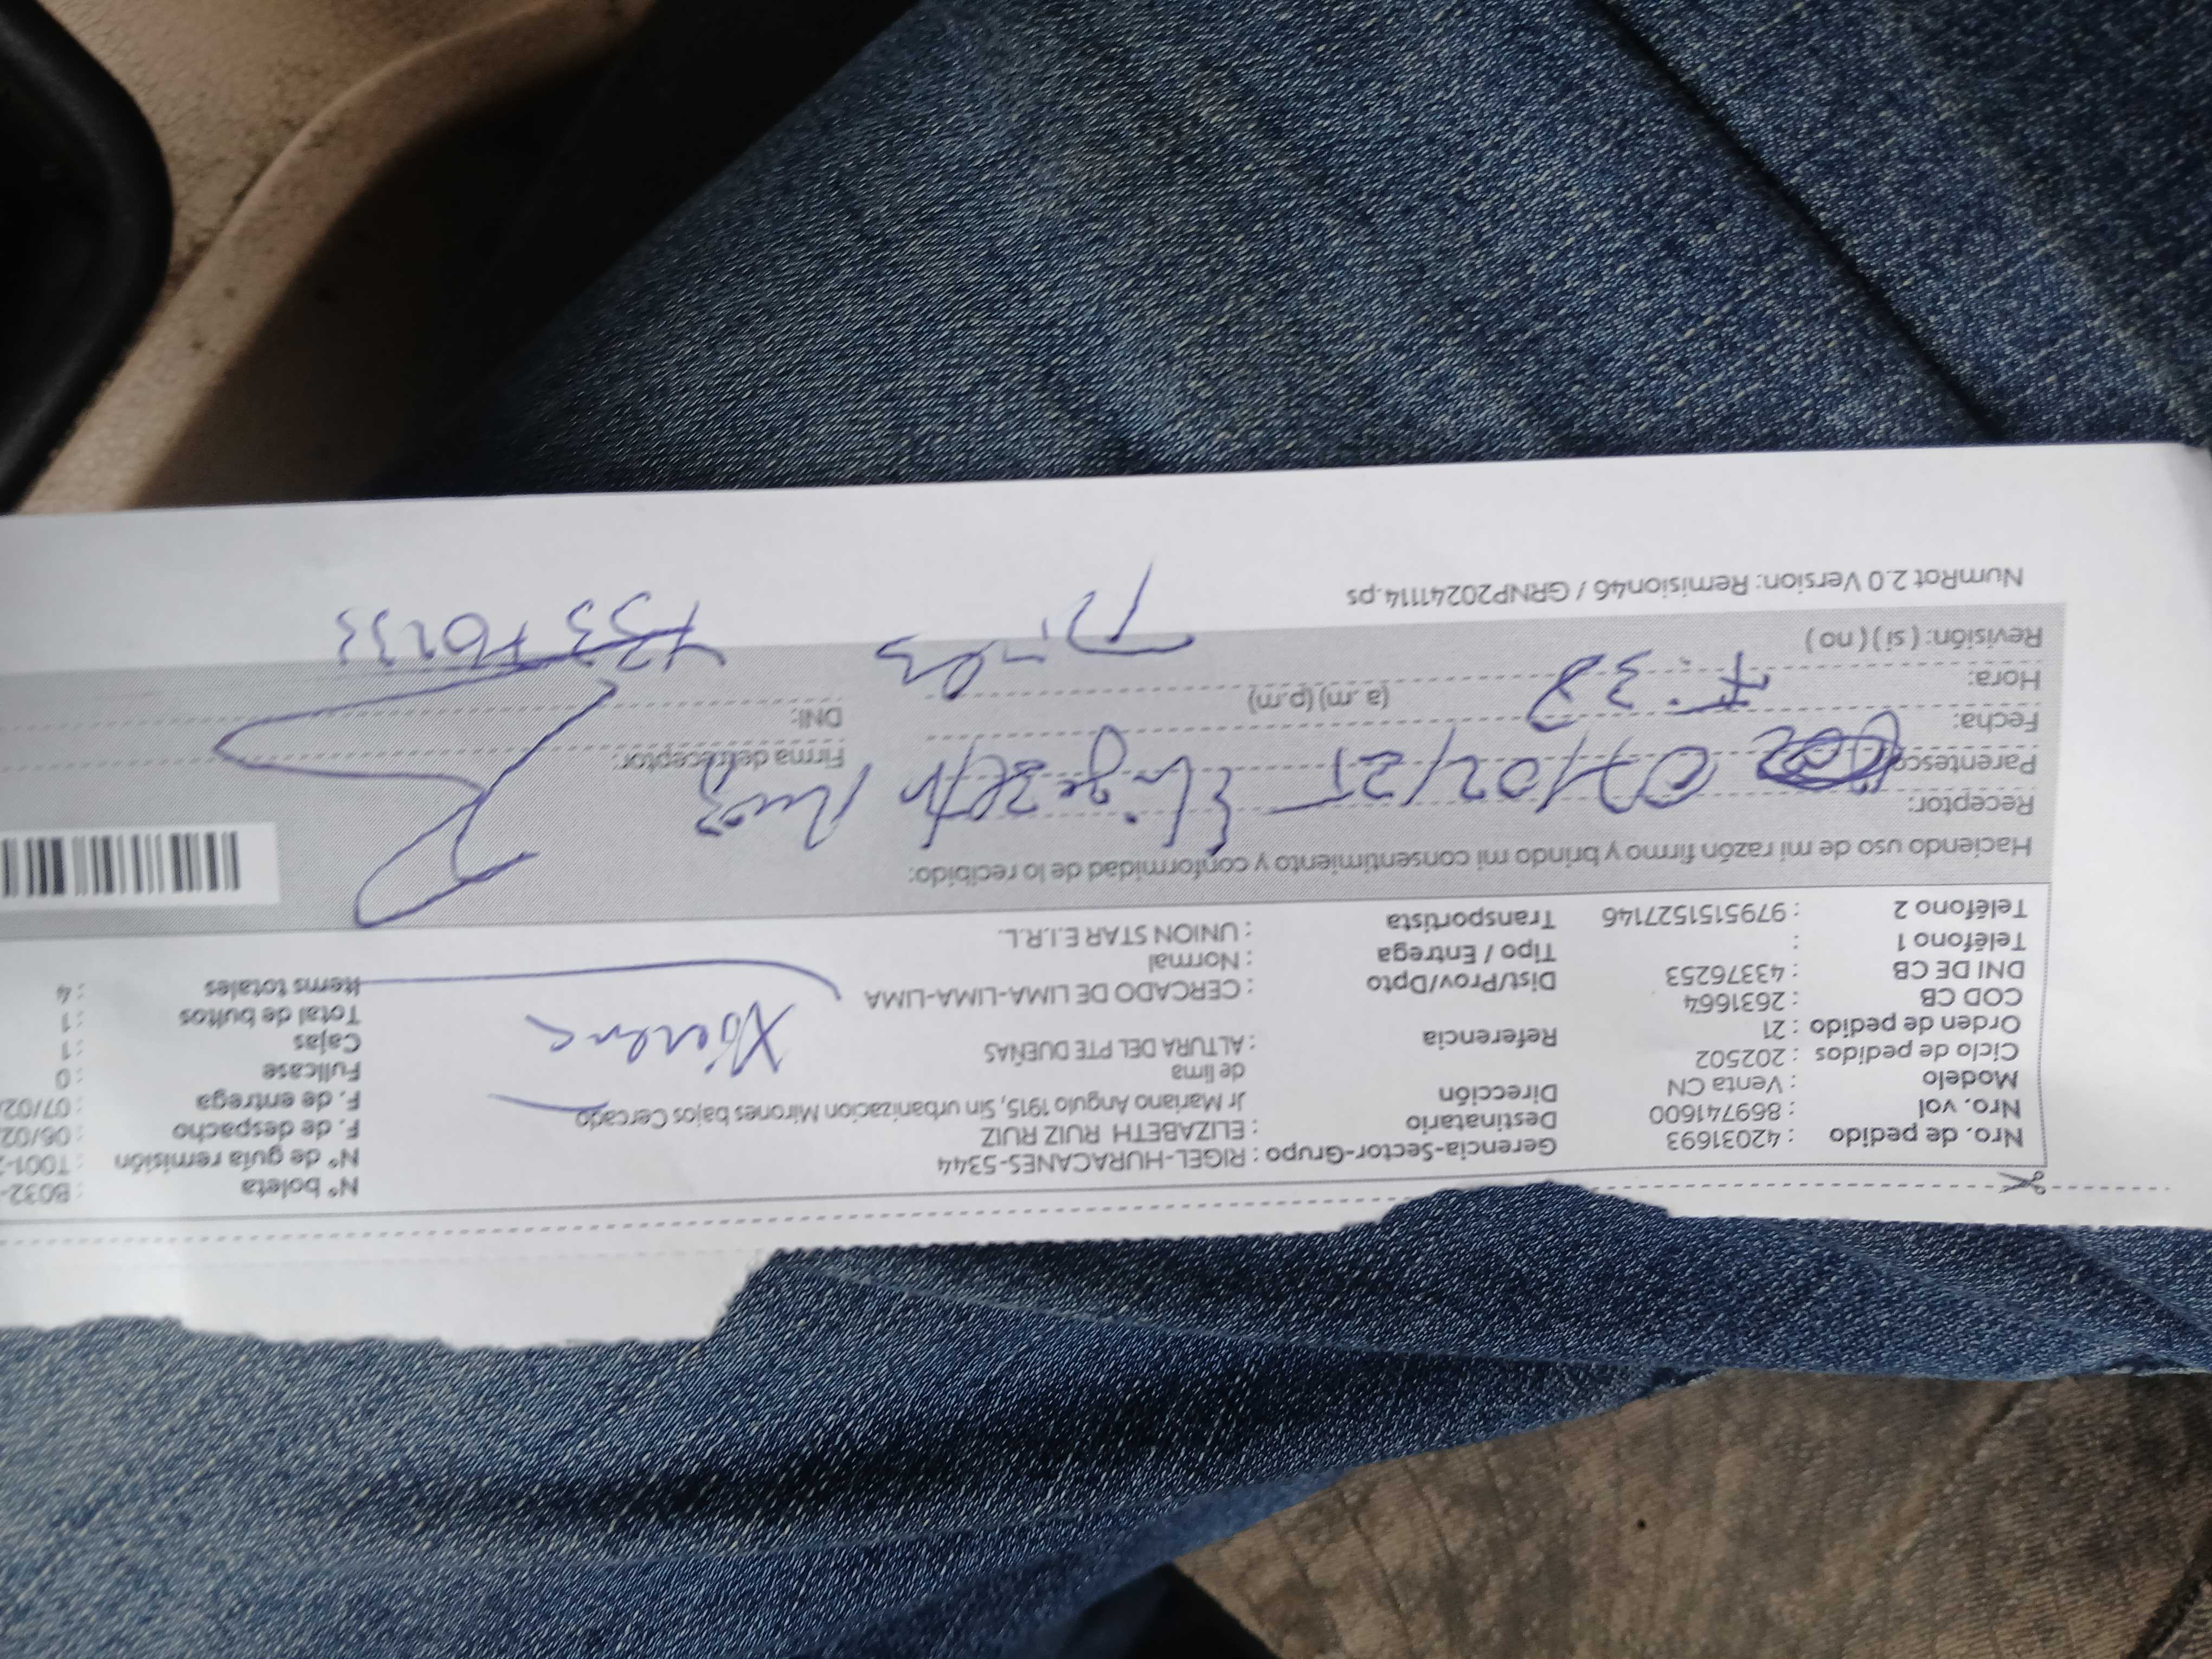 Nro. de pedido : 42031693
Nro. vol : 869741600
Modelo : Venta CN
Ciclo de pedidos : 202502
Orden de pedido : 21
COD CB : 2631664
DNI DE CB : 43376253
Teléfono 1 :
Teléfono 2 : 979515152​7146
Gerencia-Sector-Grupo : RIGEL-HURACANES-5344
Destinatario : ELIZABETH RUIZ RUIZ
Dirección Jr Mariano Angulo 1915, Sin urbanizacion Mirones bajos Cercado
de lima
Referencia : ALTURA DEL PTE DUEÑAS
Dist/Prov/Dpto : CERCADO DE LIMA-LIMA-LIMA
Tipo / Entrega : Normal
Transportista : UNION STAR E.I.R.L.
Nº boleta : B032-
Nº de guía remisión : T001-
F. de despacho : 06/02
F. de entrega : 07/02
Fullcase : 0
Cajas : 1
Total de bultos : 1
Items totales : 4
Haciendo uso de mi razón firmo y brindo mi consentimiento y conformidad de lo recibido:
Receptor:
Parentesco
07/02/25 Elizabeth Ruiz
Firma del receptor:
Fecha:
Hora: 7:38 (a.m) (p.m)
DNI:
Revisión: ( si ) ( no )
NumRot 2.0 Version: Remision46 / GRNP20241114.ps